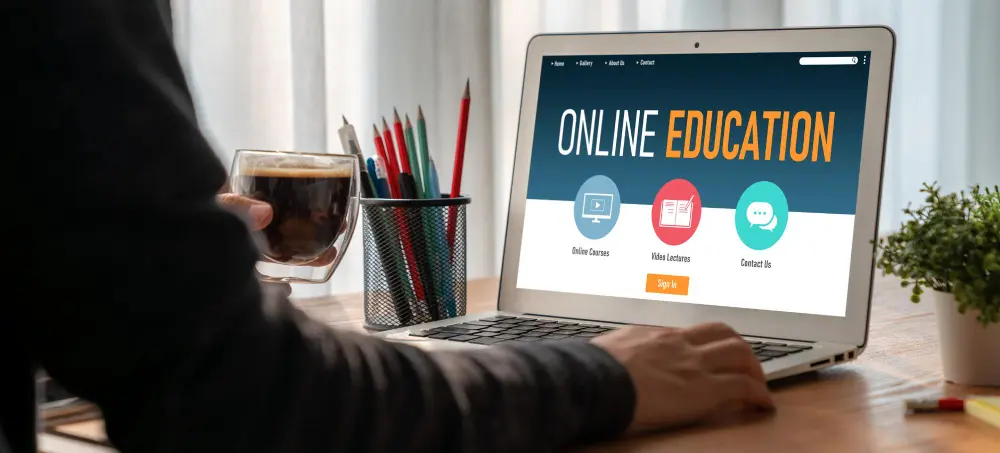 Home Gallery About Us Contact
ONLINE EDUCATION
Online Courses Video Lectures Contact Us
Sign In